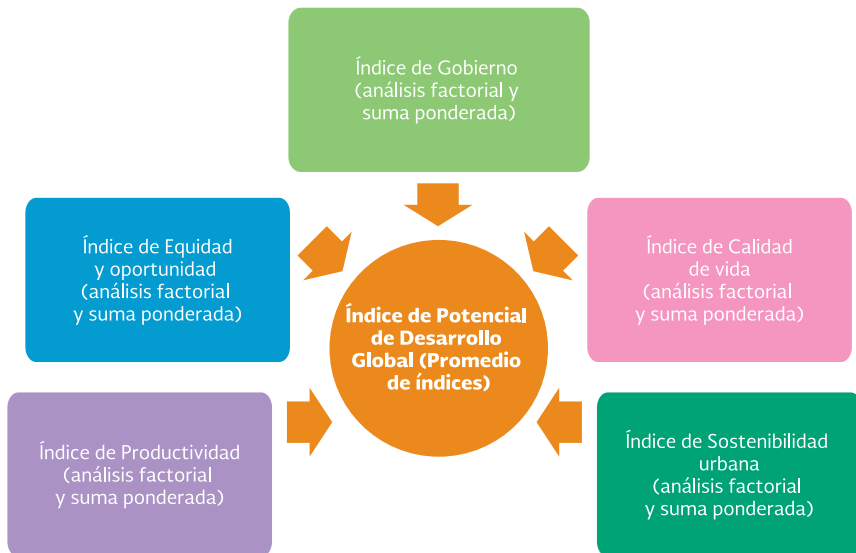 Índice de Gobierno
(análisis factorial y
suma ponderada)
Índice de Equidad
y oportunidad
(análisis factorial
y suma ponderada)
Índice de Calidad
de vida
(análisis factorial
y suma ponderada)
Índice de Potencial
de Desarrollo
Global (Promedio
de índices)
Índice de Productividad
(análisis factorial
y suma ponderada)
Índice de Sostenibilidad
urbana
(análisis factorial
y suma ponderada)